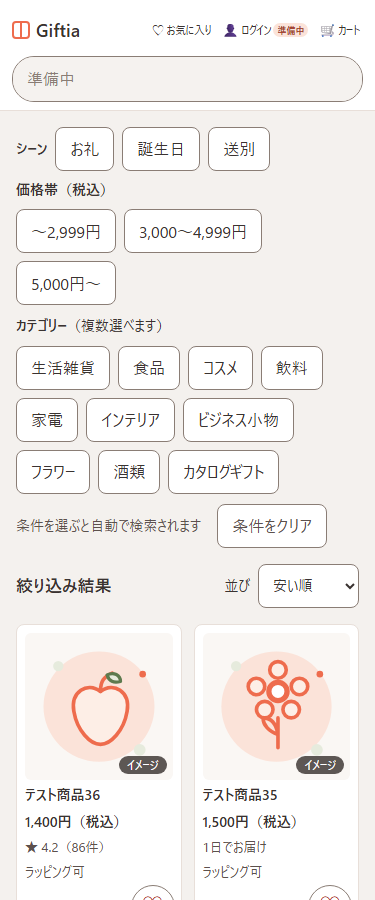 Giftia
お気に入り ログイン 準備中 カート
準備中
シーン お礼 誕生日 送別
価格帯（税込）
～2,999円 3,000～4,999円
5,000円～
カテゴリー（複数選べます）
生活雑貨 食品 コスメ 飲料
家電 インテリア ビジネス小物
フラワー 酒類 カタログギフト
条件を選ぶと自動で検索されます 条件をクリア
絞り込み結果 並び 安い順
イメージ イメージ
テスト商品36 テスト商品35
1,400円（税込） 1,500円（税込）
★ 4.2（86件） 1日でお届け
ラッピング可 ラッピング可